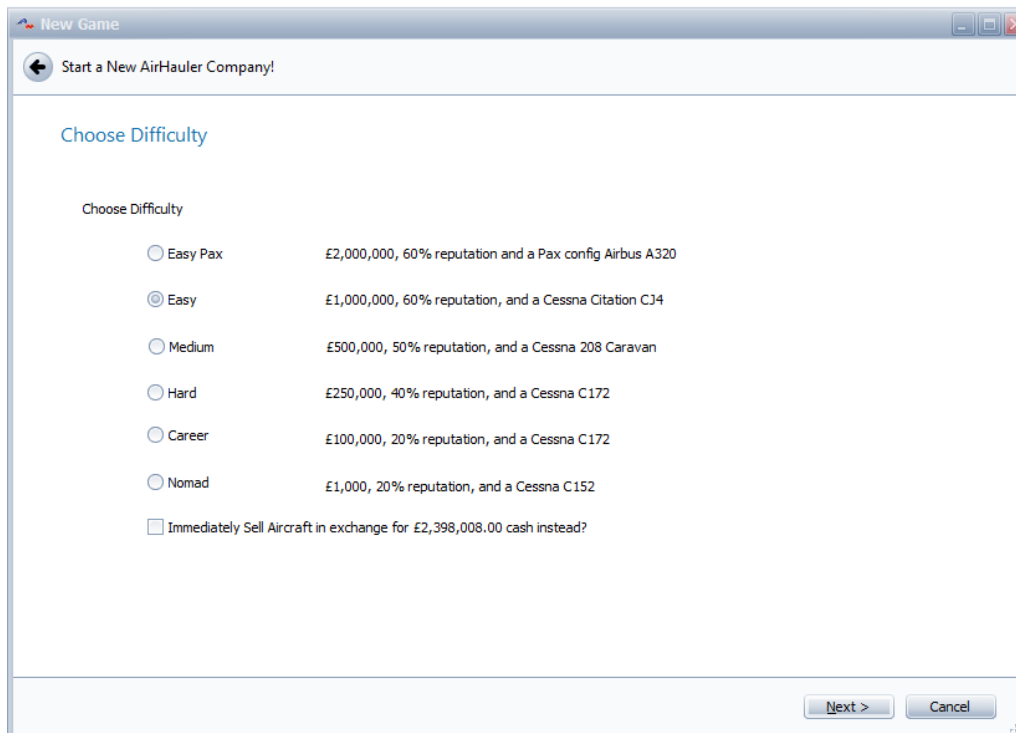 New Game
Start a New AirHauler Company!
Choose Difficulty
Choose Difficulty
Easy Pax £2,000,000, 60% reputation and a Pax config Airbus A320
Easy £1,000,000, 60% reputation, and a Cessna Citation CJ4
Medium £500,000, 50% reputation, and a Cessna 208 Caravan
Hard £250,000, 40% reputation, and a Cessna C172
Career £100,000, 20% reputation, and a Cessna C172
Nomad £1,000, 20% reputation, and a Cessna C152
Immediately Sell Aircraft in exchange for £2,398,008.00 cash instead?
Next > Cancel